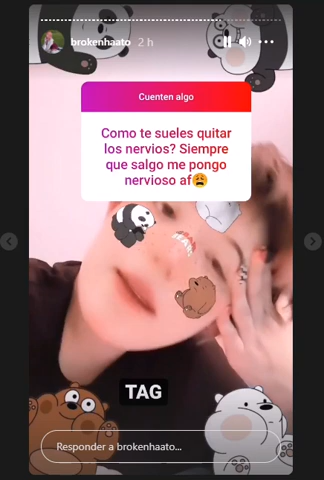 brokenhaato 2 h
Cuenten algo
Como te sueles quitar
los nervios? Siempre
que salgo me pongo
nervioso af😩
TAG
Responder a brokenhaato...